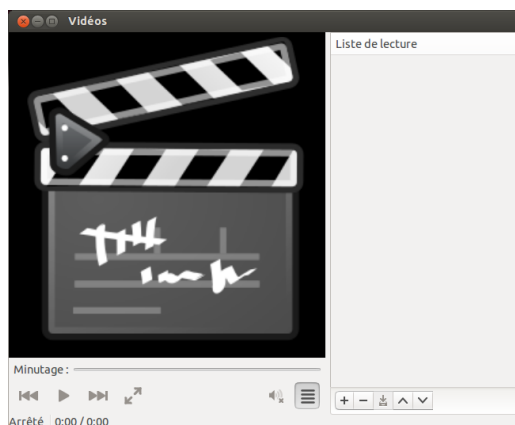 Vidéos
Liste de lecture
Minutage :
Arrêté 0:00 / 0:00